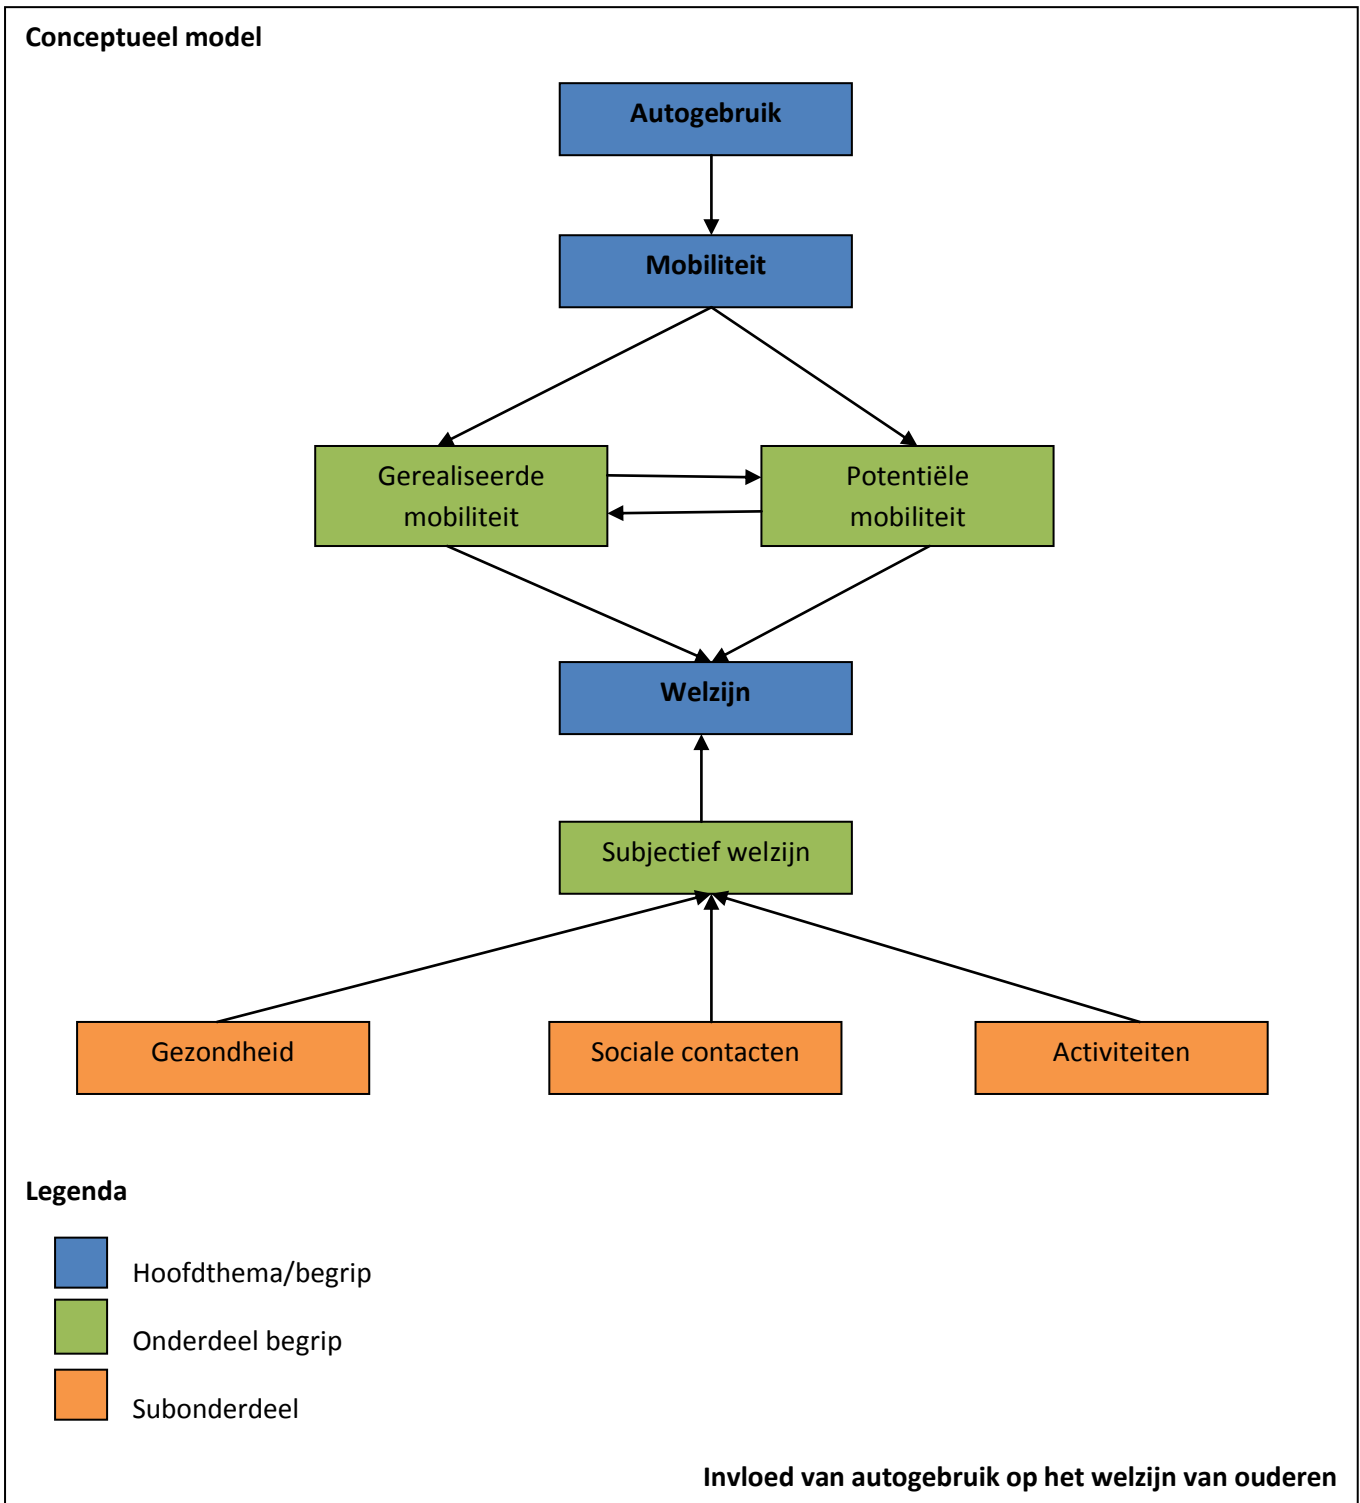 Conceptueel model
Autogebruik
Mobiliteit
Gerealiseerde
mobiliteit
Potentiële
mobiliteit
Welzijn
Subjectief welzijn
Gezondheid
Sociale contacten
Activiteiten
Legenda
Hoofdthema/begrip
Onderdeel begrip
Subonderdeel
Invloed van autogebruik op het welzijn van ouderen